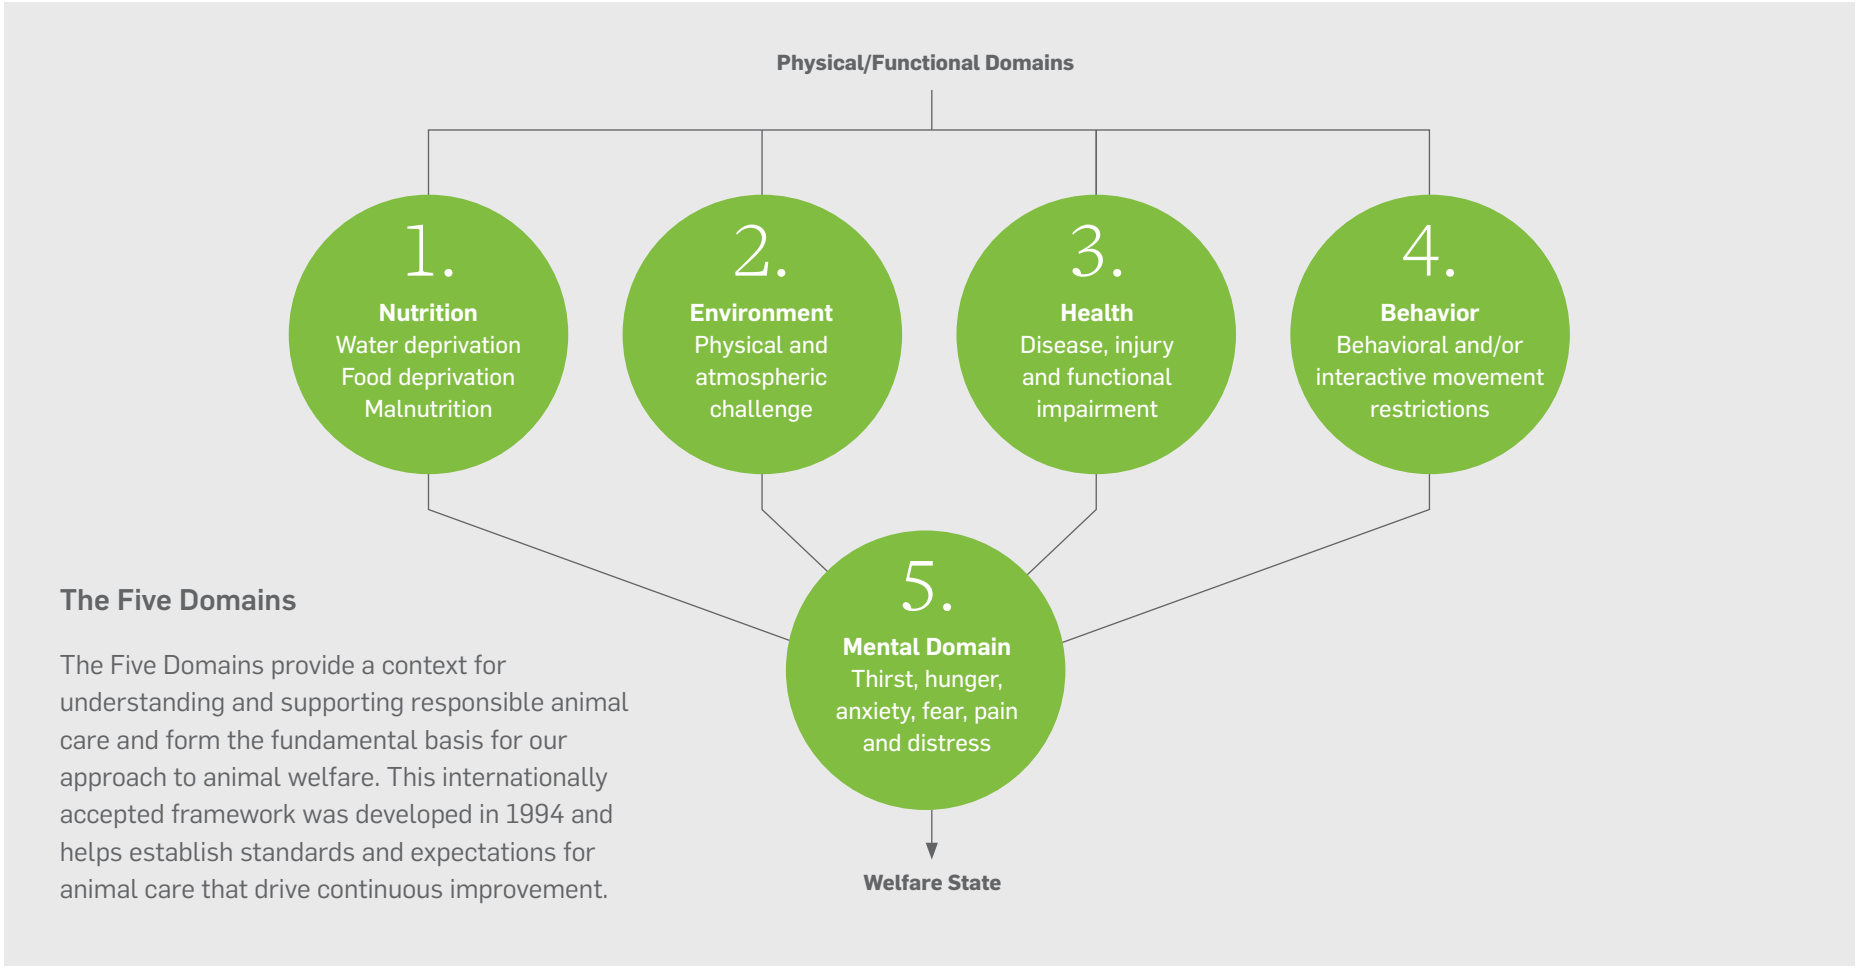 Physical/Functional Domains
1.
Nutrition
Water deprivation
Food deprivation
Malnutrition
2.
Environment
Physical and
atmospheric
challenge
3.
Health
Disease, injury
and functional
impairment
4.
Behavior
Behavioral and/or
interactive movement
restrictions
5.
Mental Domain
Thirst, hunger,
anxiety, fear, pain
and distress
Welfare State
The Five Domains
The Five Domains provide a context for
understanding and supporting responsible animal
care and form the fundamental basis for our
approach to animal welfare. This internationally
accepted framework was developed in 1994 and
helps establish standards and expectations for
animal care that drive continuous improvement.